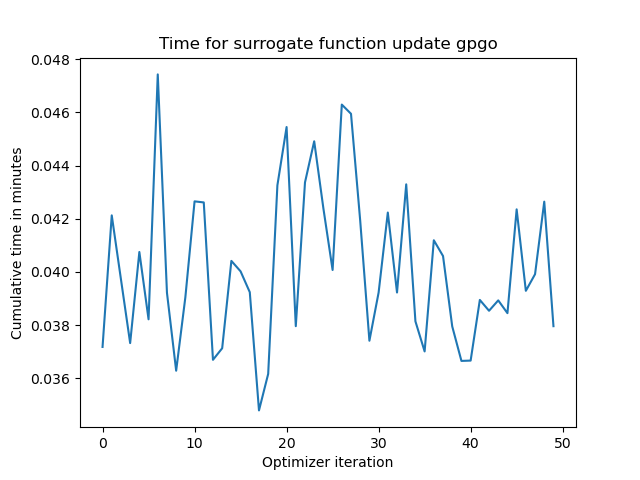 Time for surrogate function update gpgo
Cumulative time in minutes
0.048
0.046
0.044
0.042
0.040
0.038
0.036
0 10 20 30 40 50
Optimizer iteration